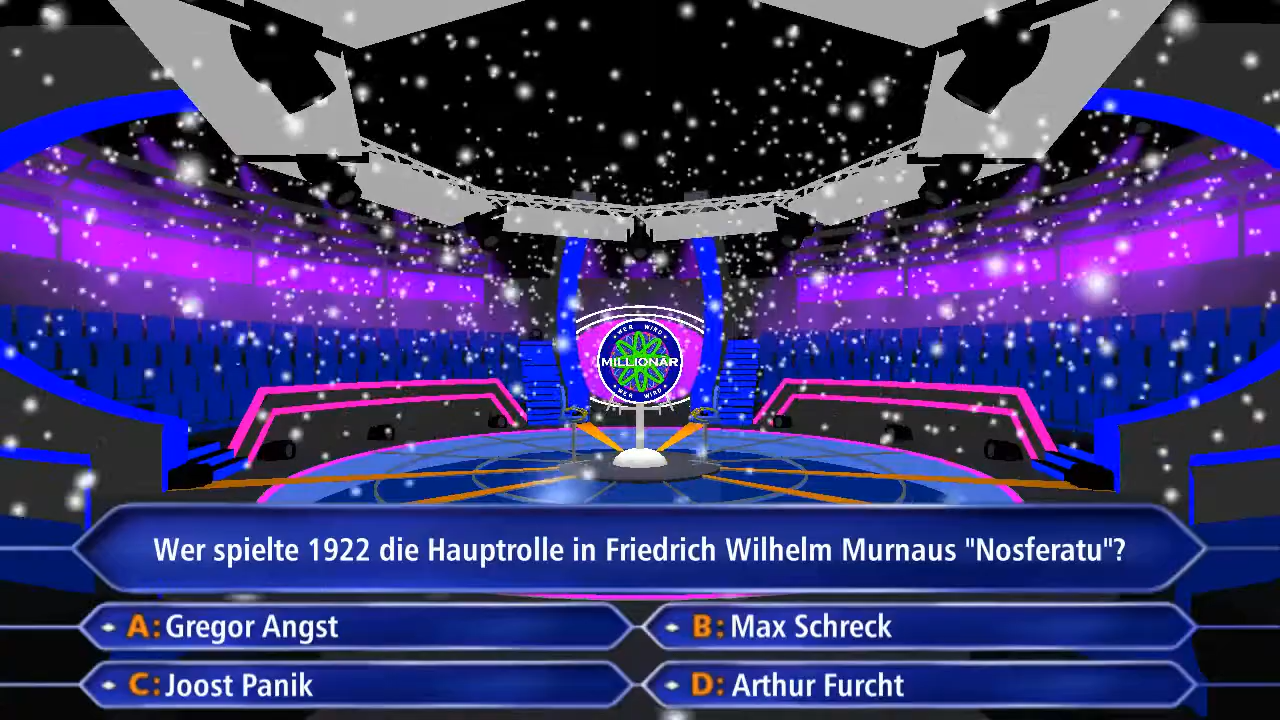 WER WIRD
MILLIONÄR
WER WIRD
Wer spielte 1922 die Hauptrolle in Friedrich Wilhelm Murnaus "Nosferatu"?
A: Gregor Angst
B: Max Schreck
C: Joost Panik
D: Arthur Furcht